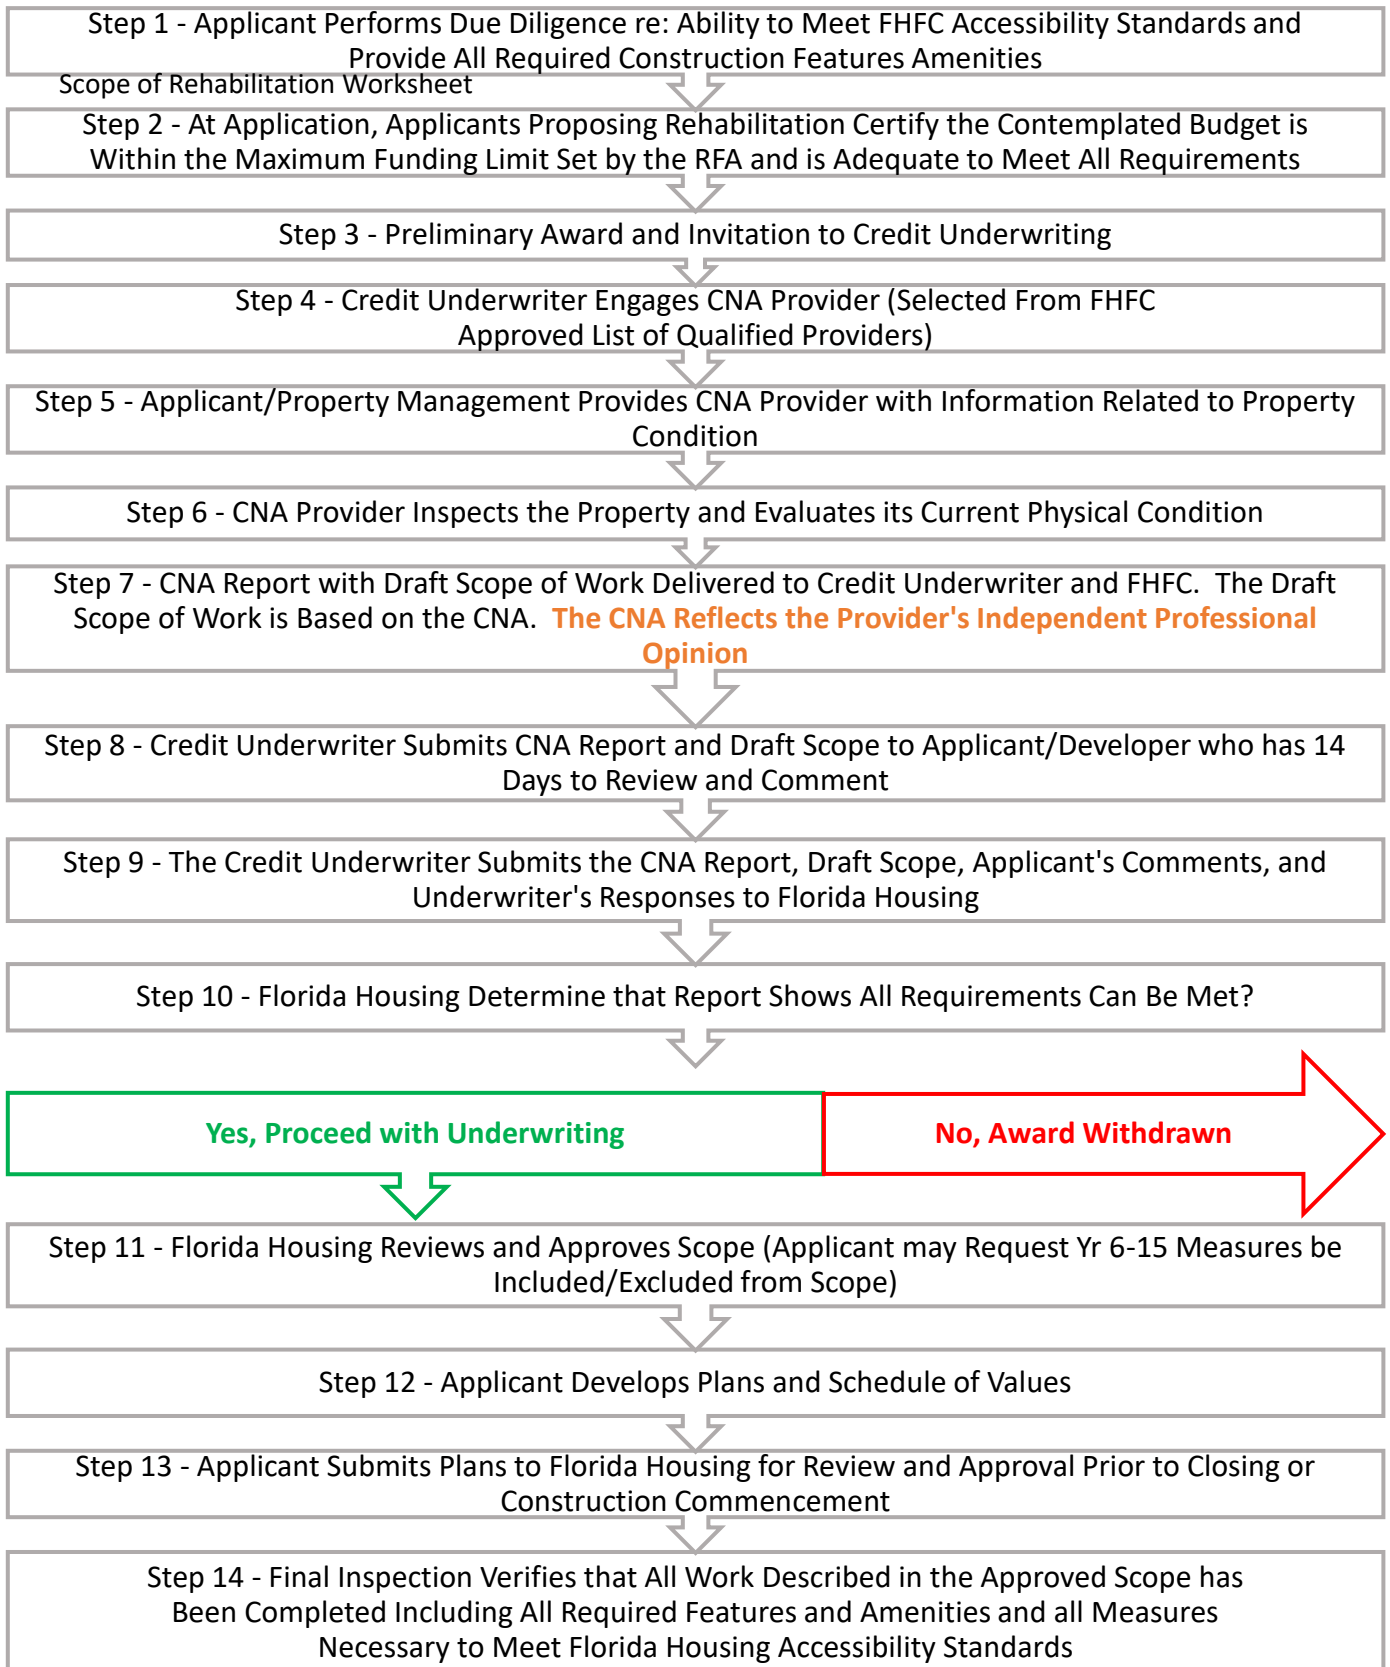 Step 1 - Applicant Performs Due Diligence re: Ability to Meet FHFC Accessibility Standards and
Provide All Required Construction Features Amenities
Scope of Rehabilitation Worksheet
Step 2 - At Application, Applicants Proposing Rehabilitation Certify the Contemplated Budget is
Within the Maximum Funding Limit Set by the RFA and is Adequate to Meet All Requirements
Step 3 - Preliminary Award and Invitation to Credit Underwriting
Step 4 - Credit Underwriter Engages CNA Provider (Selected From FHFC
Approved List of Qualified Providers)
Step 5 - Applicant/Property Management Provides CNA Provider with Information Related to Property
Condition
Step 6 - CNA Provider Inspects the Property and Evaluates its Current Physical Condition
Step 7 - CNA Report with Draft Scope of Work Delivered to Credit Underwriter and FHFC.  The Draft
Scope of Work is Based on the CNA.  The CNA Reflects the Provider's Independent Professional
Opinion
Step 8 - Credit Underwriter Submits CNA Report and Draft Scope to Applicant/Developer who has 14
Days to Review and Comment
Step 9 - The Credit Underwriter Submits the CNA Report, Draft Scope, Applicant's Comments, and
Underwriter's Responses to Florida Housing
Step 10 - Florida Housing Determine that Report Shows All Requirements Can Be Met?
Yes, Proceed with Underwriting
No, Award Withdrawn
Step 11 - Florida Housing Reviews and Approves Scope (Applicant may Request Yr 6-15 Measures be
Included/Excluded from Scope)
Step 12 - Applicant Develops Plans and Schedule of Values
Step 13 - Applicant Submits Plans to Florida Housing for Review and Approval Prior to Closing or
Construction Commencement
Step 14 - Final Inspection Verifies that All Work Described in the Approved Scope has
Been Completed Including All Required Features and Amenities and all Measures
Necessary to Meet Florida Housing Accessibility Standards